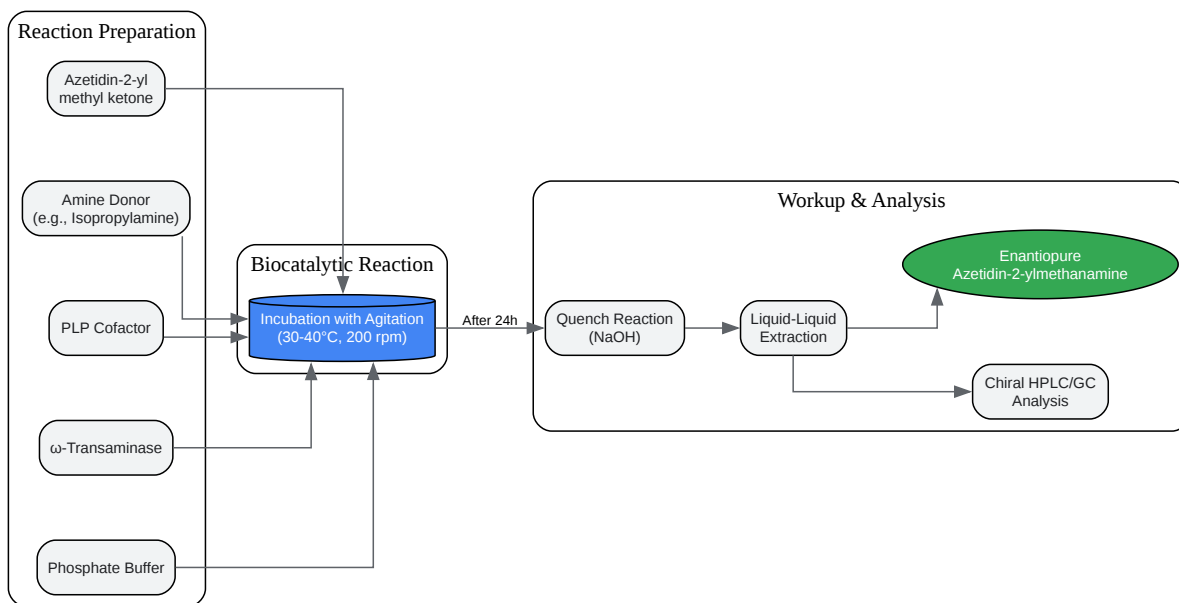 Reaction Preparation
Azetidin-2-yl
methyl ketone
Amine Donor
(e.g., Isopropylamine)
PLP Cofactor
ω-Transaminase
Phosphate Buffer
Biocatalytic Reaction
Incubation with Agitation
(30-40°C, 200 rpm)
After 24h
Workup & Analysis
Quench Reaction
(NaOH)
Liquid-Liquid
Extraction
Enantiopure
Azetidin-2-ylmethanamine
Chiral HPLC/GC
Analysis